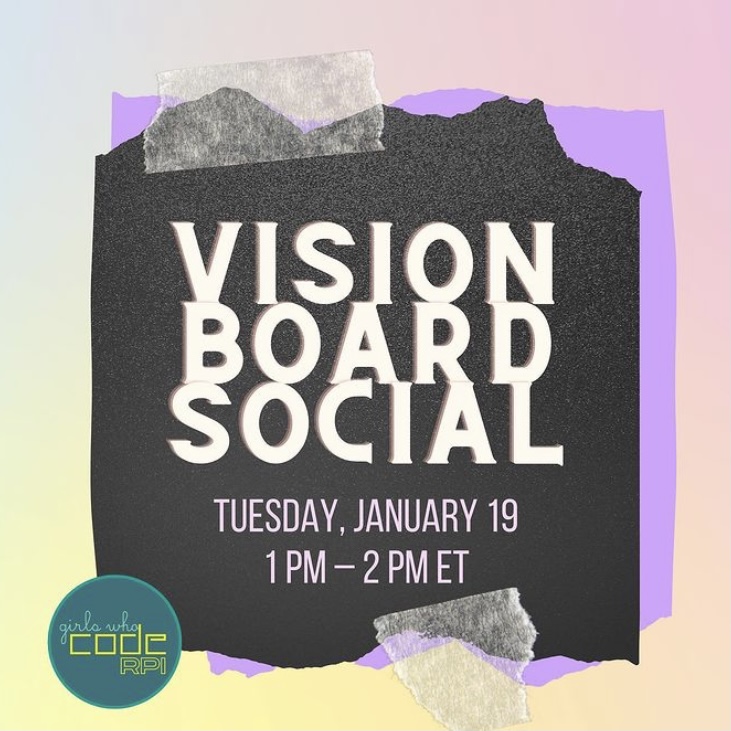 VISION
BOARD
SOCIAL
TUESDAY, JANUARY 19
1 PM – 2 PM ET
girls who
code
RPI